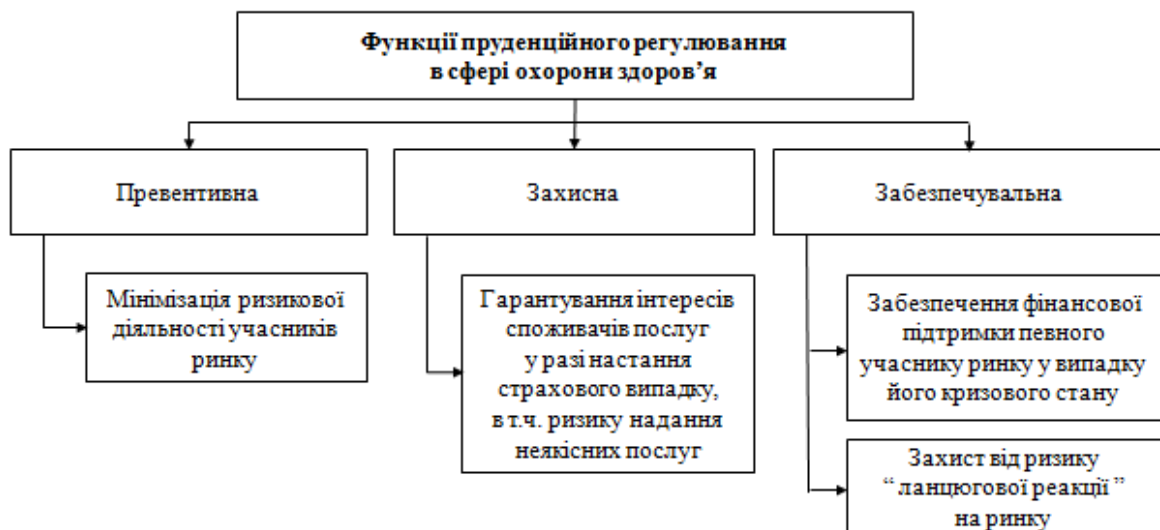 Функції пруденційного регулювання
в сфері охорони здоров’я
Превентивна
Захисна
Забезпечувальна
Мінімізація ризикової
діяльності учасників
ринку
Гарантування інтересів
споживачів послуг
у разі настання
страхового випадку,
в т.ч. ризику надання
неякісних послуг
Забезпечення фінансової
підтримки певного
учаснику ринку у випадку
його кризового стану
Захист від ризику
“ ланцюгової реакції ”
на ринку